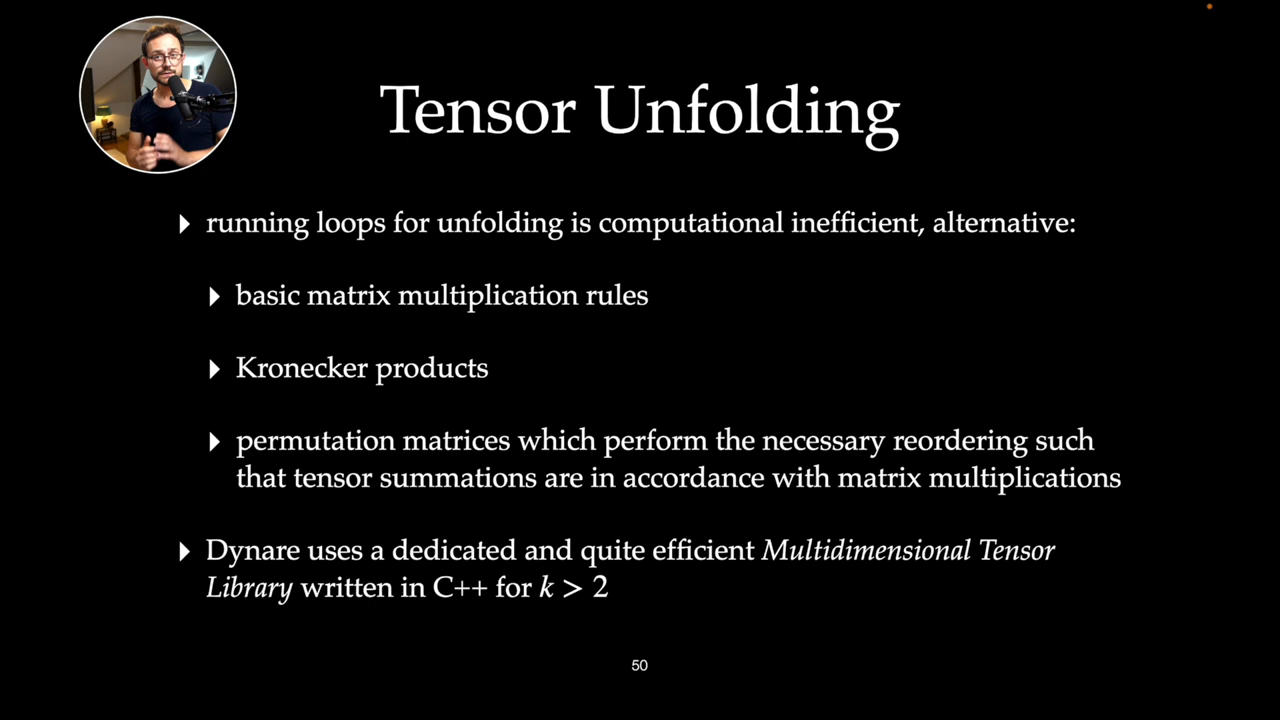 Tensor Unfolding
running loops for unfolding is computational inefficient, alternative:
basic matrix multiplication rules
Kronecker products
permutation matrices which perform the necessary reordering such
that tensor summations are in accordance with matrix multiplications
Dynare uses a dedicated and quite efficient Multidimensional Tensor
Library written in C++ for k > 2
50